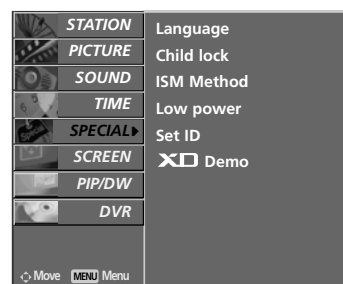 STATION
PICTURE
SOUND
TIME
SPECIAL
SCREEN
PIP/DW
DVR
Move MENU Menu
Language
Child lock
ISM Method
Low power
Set ID
XD Demo